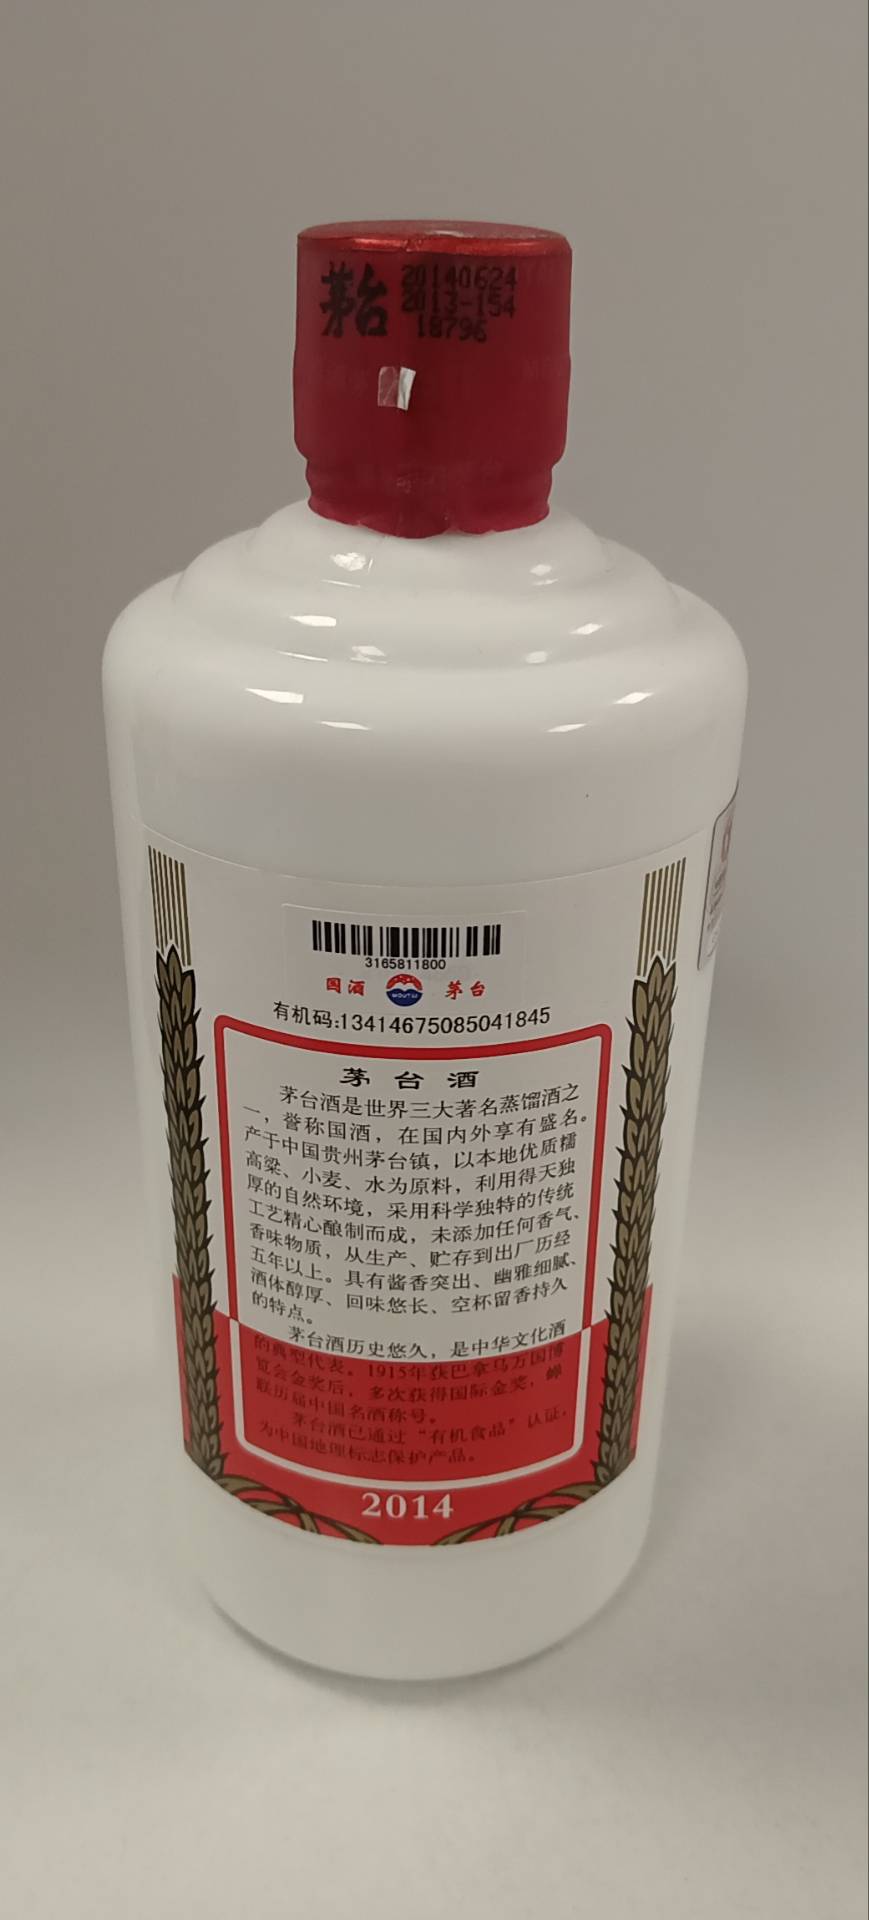 茅台
20140624
2013-154
18796
3165811800
国酒 MOUTAI 茅台
有机码:13414675085041845
茅台酒
茅台酒是世界三大著名蒸馏酒之
一，誉称国酒，在国内外享有盛名。
产于中国贵州茅台镇，以本地优质糯
高粱、小麦、水为原料，利用得天独
厚的自然环境，采用科学独特的传统
工艺精心酿制而成，未添加任何香气、
香味物质，从生产、贮存到出厂历经
五年以上。具有酱香突出、幽雅细腻、
酒体醇厚、回味悠长、空杯留香持久
的特点。
茅台酒历史悠久，是中华文化酒
的典型代表。1915年获巴拿马万国博
览会金奖后，多次获得国际金奖，蝉
联历届中国名酒称号。
茅台酒已通过“有机食品”认证，
为中国地理标志保护产品。
2014